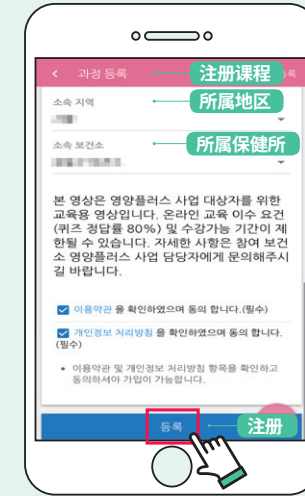 < 과정 등록 注册课程 록
소속 지역 所属地区
소속 보건소 所属保健所
본 영상은 영양플러스 사업 대상자를 위한
교육용 영상입니다. 온라인 교육 이수 요건
(퀴즈 정답률 80%) 및 수강가능 기간이 제
한될 수 있습니다. 자세한 사항은 참여 보건
소 영양플러스 사업 담당자에게 문의해주시
길 바랍니다.
이용약관 을 확인하였으며 동의 합니다.(필수)
개인정보 처리방침 을 확인하였으며 동의 합니다.
(필수)
• 이용약관 및 개인정보 처리방침 항목을 확인하고
동의하셔야 가입이 가능합니다.
등록 注册